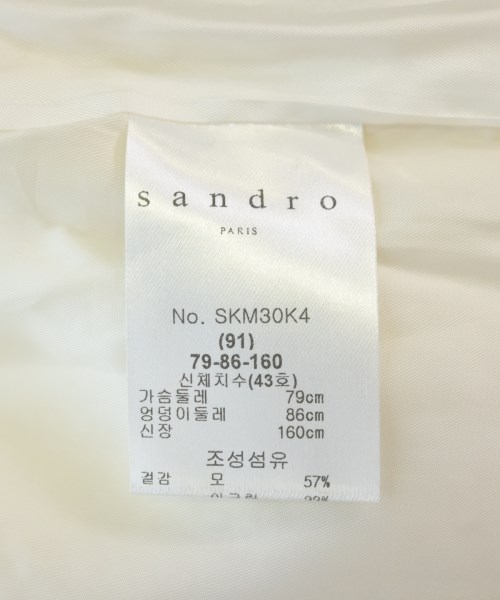 sandro
PARIS
No. SKM30K4
(91)
79-86-160
신체치수(43호)
가슴둘레 79cm
엉덩이둘레 86cm
신장 160cm
조성섬유
겉감 모 57%